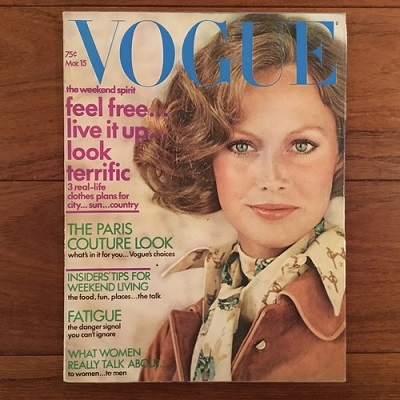 VOGUE
75¢
Mar. 15
the weekend spirit
feel free...
live it up...
look
terrific
3 real-life
clothes plans for
city...sun...country
THE PARIS
COUTURE LOOK
what's in it for you...Vogue's choices
INSIDERS' TIPS FOR
WEEKEND LIVING
the food, fun, places...the talk
FATIGUE
the danger signal
you can't ignore
WHAT WOMEN
REALLY TALK ABOUT...
to women...to men